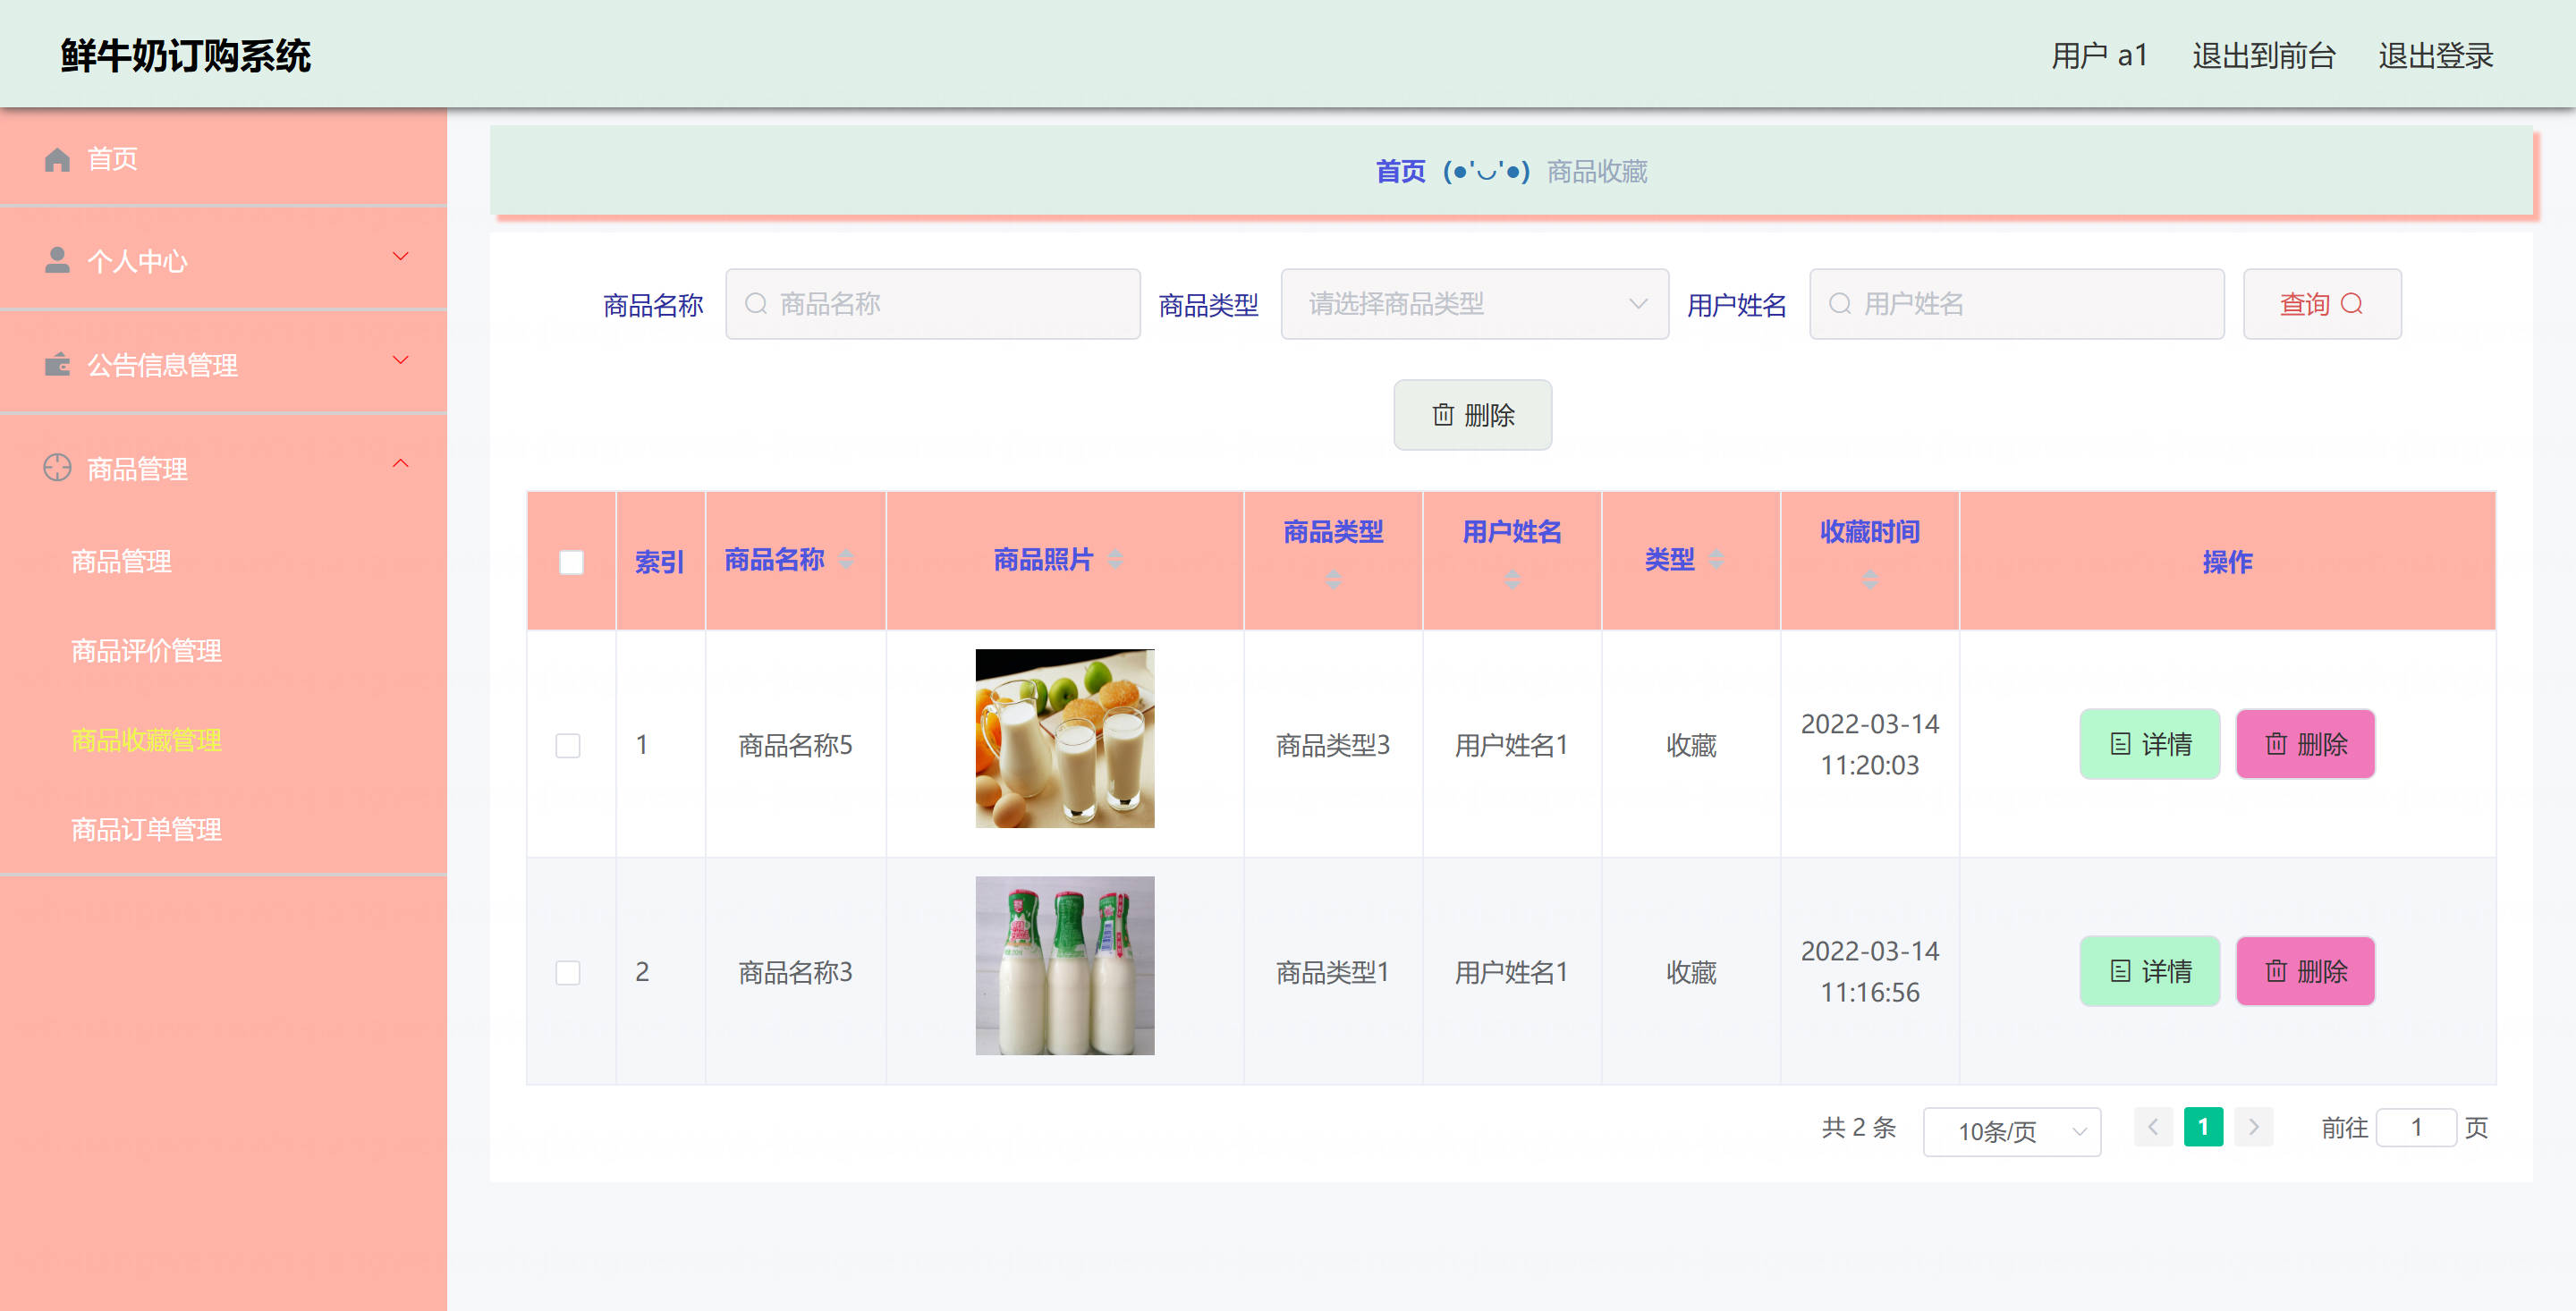 鲜牛奶订购系统
用户 a1 退出到前台 退出登录
首页
个人中心
公告信息管理
商品管理
商品管理
商品评价管理
商品收藏管理
商品订单管理
首页 (●'◡'●) 商品收藏
商品名称 商品名称 商品类型 请选择商品类型 用户姓名 用户姓名 查询
删除
索引 商品名称 商品照片 商品类型 用户姓名 类型 收藏时间 操作
1 商品名称5 商品类型3 用户姓名1 收藏 2022-03-14
11:20:03 详情 删除
2 商品名称3 商品类型1 用户姓名1 收藏 2022-03-14
11:16:56 详情 删除
共 2 条 10条/页 1 前往 1 页